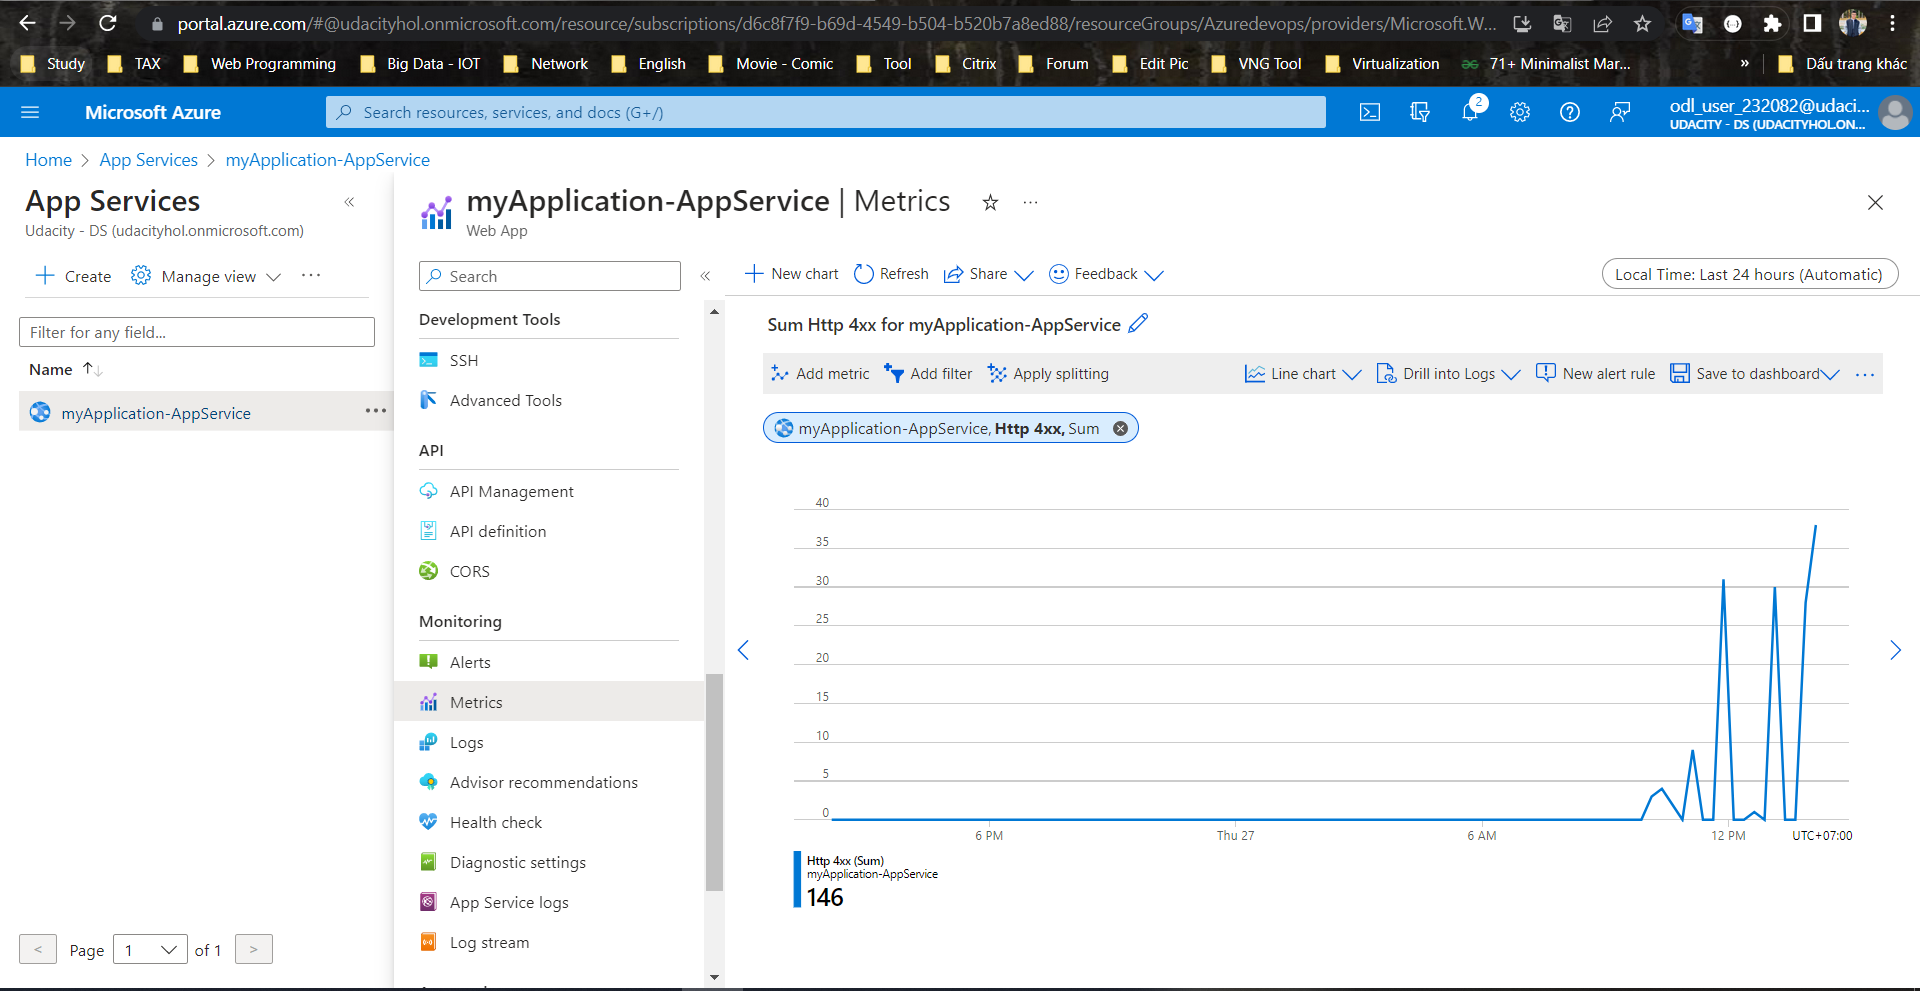 portal.azure.com/#@udacityhol.onmicrosoft.com/resource/subscriptions/d6c8f7f9-b69d-4549-b504-b520b7a8ed88/resourceGroups/Azuredevops/providers/Microsoft.W...
Study TAX Web Programming Big Data - IOT Network English Movie - Comic Tool Citrix Forum Edit Pic VNG Tool Virtualization 71+ Minimalist Mar... » Dấu trang khác
Microsoft Azure
Search resources, services, and docs (G+/)
2
odl_user_232082@udaci...
UDACITY - DS (UDACITYHOL.ON...
Home > App Services > myApplication-AppService
App Services
«
Udacity - DS (udacityhol.onmicrosoft.com)
Create Manage view ...
Filter for any field...
Name
myApplication-AppService ...
< Page 1 of 1 >
myApplication-AppService | Metrics ...
Web App
Search
«
Development Tools
SSH
Advanced Tools
API
API Management
API definition
CORS
Monitoring
Alerts
Metrics
Logs
Advisor recommendations
Health check
Diagnostic settings
App Service logs
Log stream
New chart Refresh Share Feedback
Local Time: Last 24 hours (Automatic)
Sum Http 4xx for myApplication-AppService
Add metric Add filter Apply splitting Line chart Drill into Logs New alert rule Save to dashboard ...
myApplication-AppService, Http 4xx, Sum
40
35
30
25
20
15
10
5
0
6 PM Thu 27 6 AM 12 PM UTC+07:00
Http 4xx (Sum)
myApplication-AppService
146